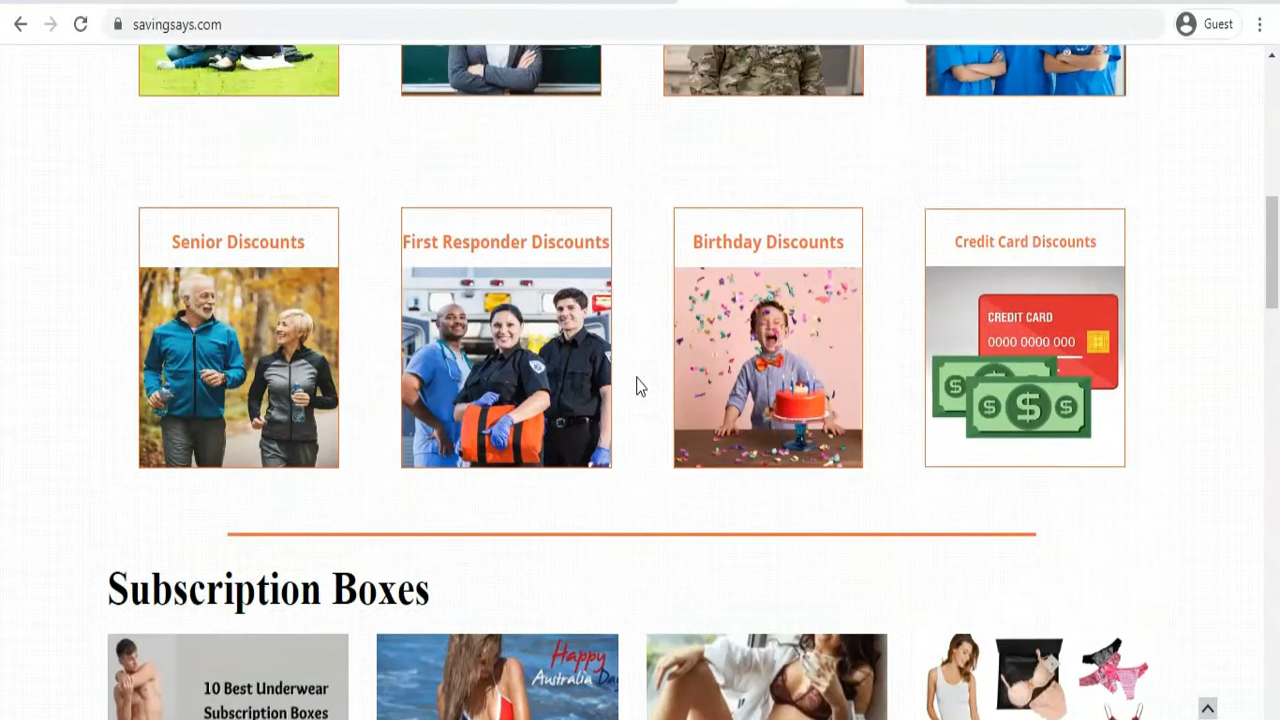 savingsays.com
Guest
Senior Discounts
First Responder Discounts
Birthday Discounts
Credit Card Discounts
CREDIT CARD
0000 0000 000
Subscription Boxes
10 Best Underwear
Subscription Boxes
Happy
Australia Da